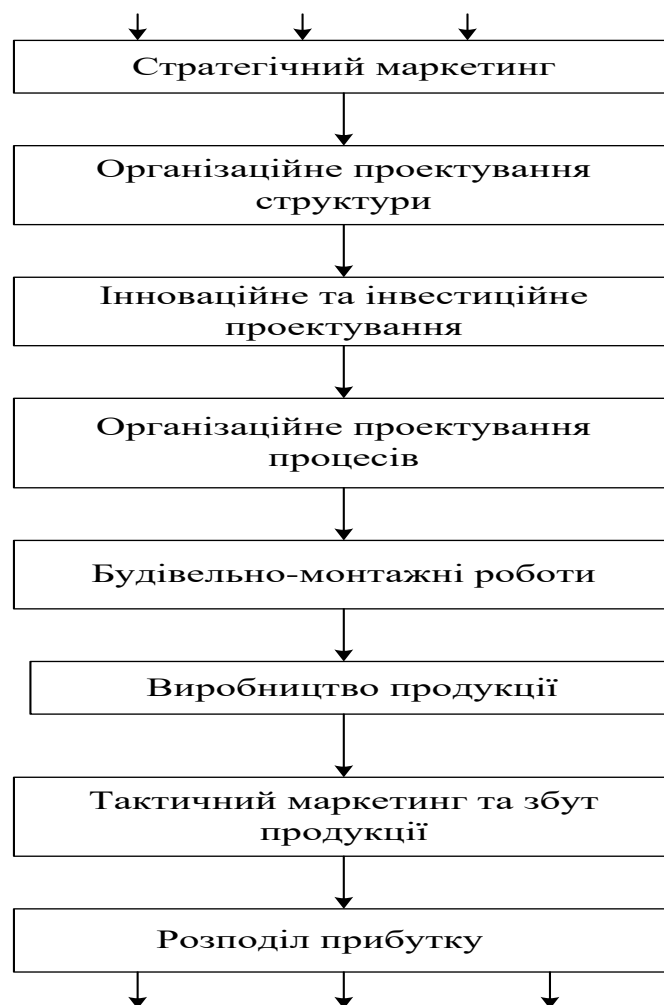 Стратегічний маркетинг
Організаційне проектування
структури
Інноваційне та інвестиційне
проектування
Організаційне проектування
процесів
Будівельно-монтажні роботи
Виробництво продукції
Тактичний маркетинг та збут
продукції
Розподіл прибутку